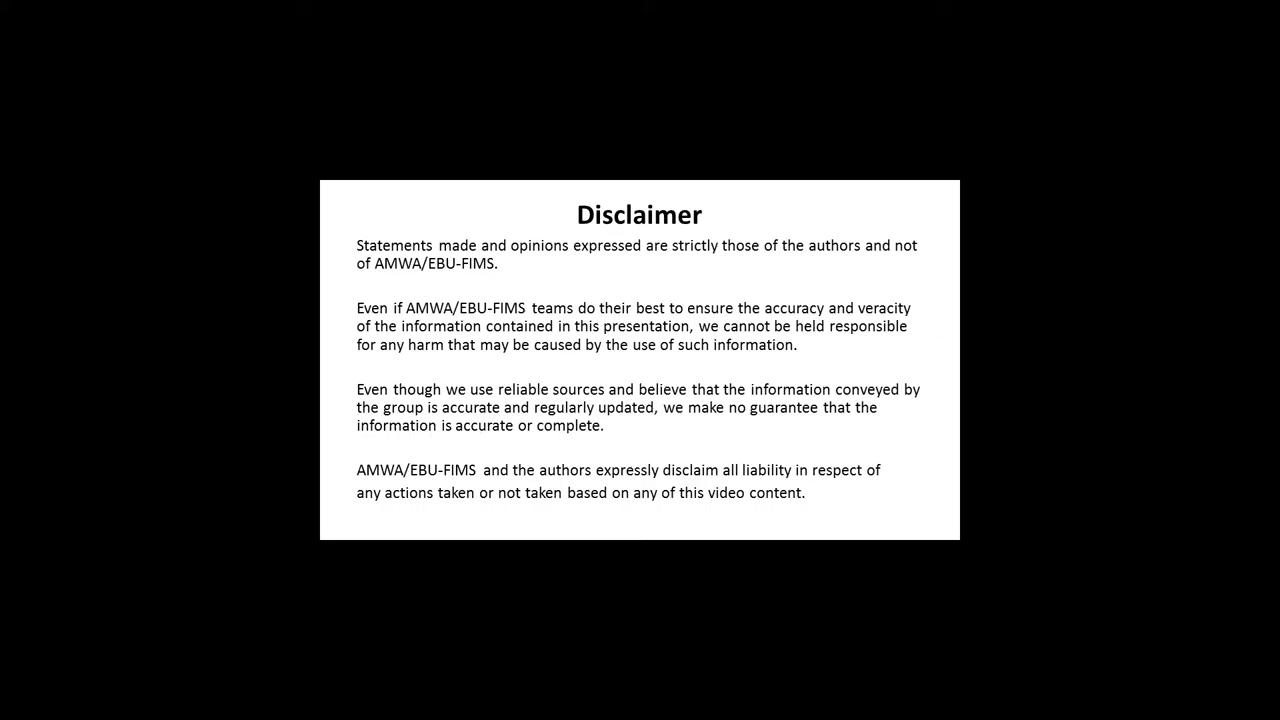 Disclaimer
Statements made and opinions expressed are strictly those of the authors and not
of AMWA/EBU-FIMS.
Even if AMWA/EBU-FIMS teams do their best to ensure the accuracy and veracity
of the information contained in this presentation, we cannot be held responsible
for any harm that may be caused by the use of such information.
Even though we use reliable sources and believe that the information conveyed by
the group is accurate and regularly updated, we make no guarantee that the
information is accurate or complete.
AMWA/EBU-FIMS and the authors expressly disclaim all liability in respect of
any actions taken or not taken based on any of this video content.